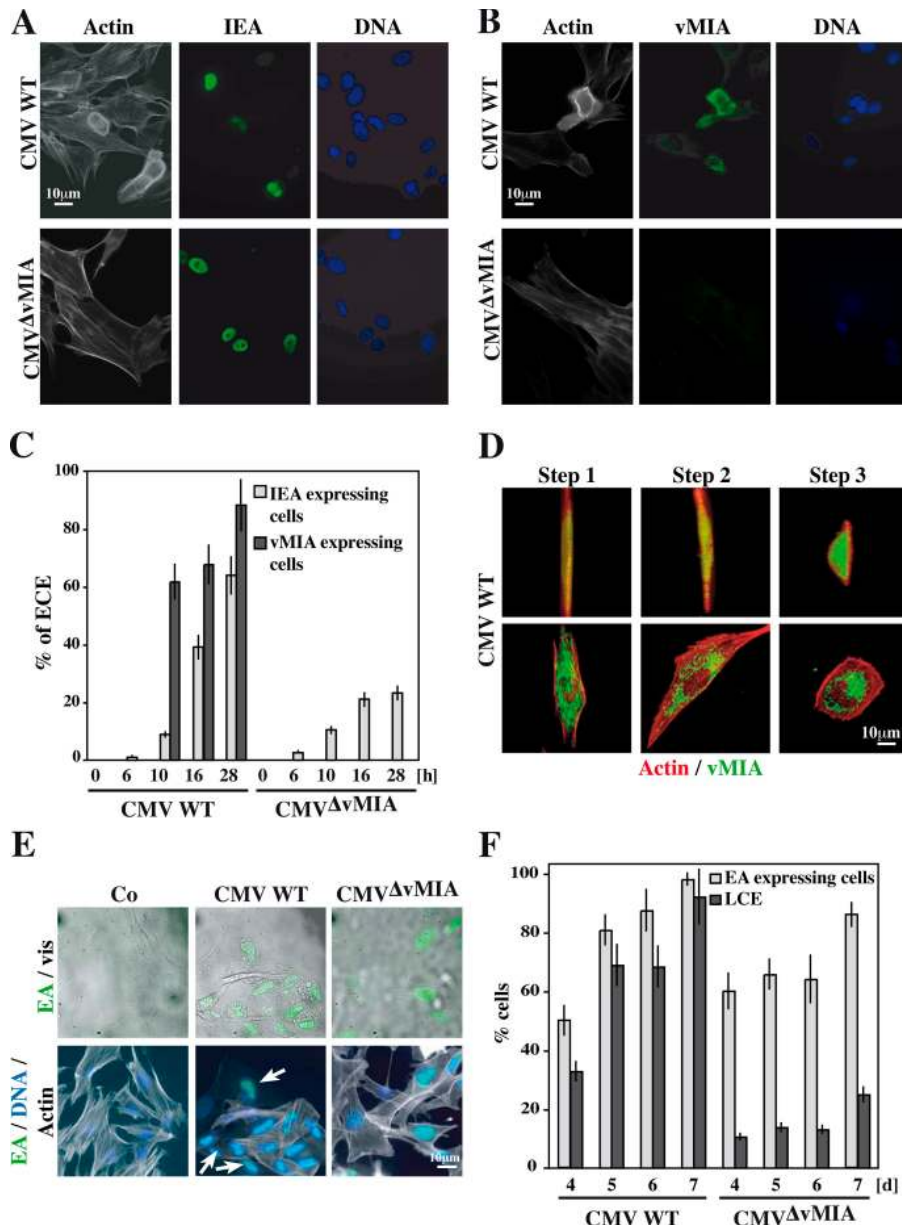 A
Actin IEA DNA
CMV WT
10μm
CMVΔvMIA
B
Actin vMIA DNA
CMV WT
10μm
CMVΔvMIA
C
100
80
60
40
20
0
% of ECE
IEA expressing
cells
vMIA expressing
cells
0 6 10 16 28 0 6 10 16 28 [h]
CMV WT CMVΔvMIA
D
Step 1 Step 2 Step 3
CMV WT
10μm
Actin / vMIA
E
Co CMV WT CMVΔvMIA
EA / vis
EA / DNA /
Actin
10μm
F
100
80
60
40
20
0
% cells
EA expressing cells
LCE
4 5 6 7 4 5 6 7 [d]
CMV WT CMVΔvMIA